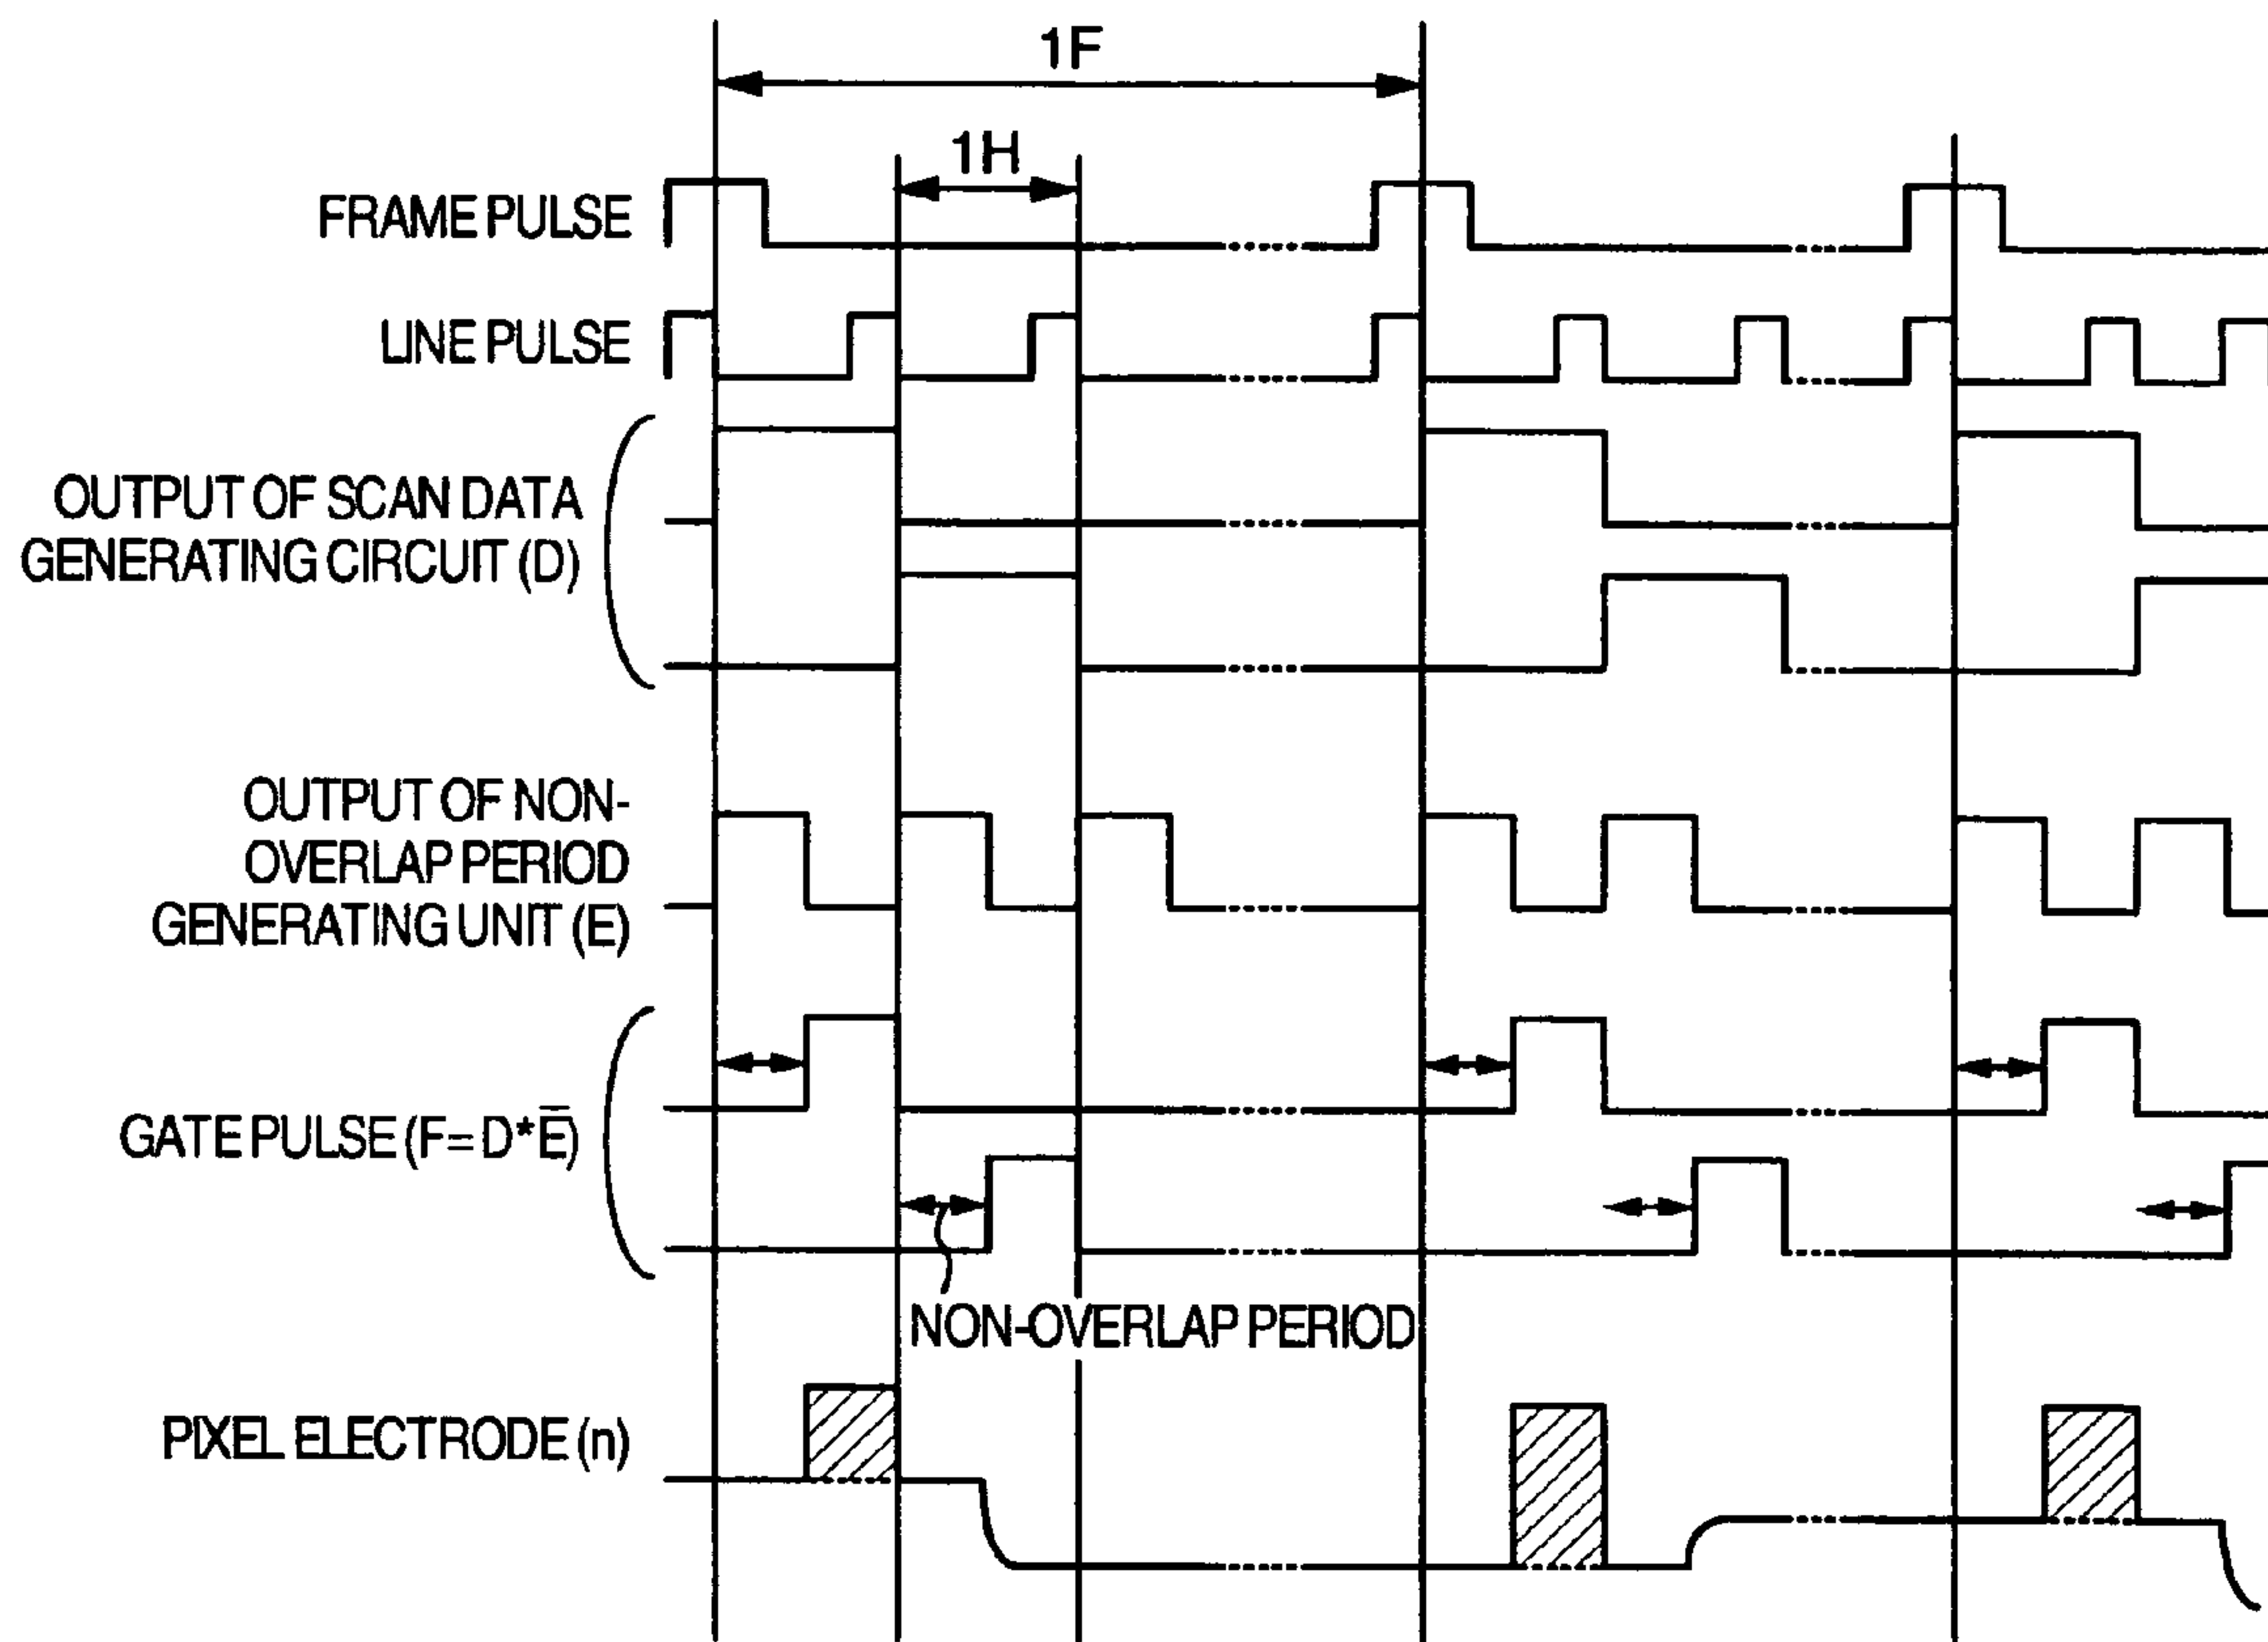 1F
1H
FRAME PULSE
LINE PULSE
OUTPUT OF SCAN DATA
GENERATING CIRCUIT (D)
OUTPUT OF NON-
OVERLAP PERIOD
GENERATING UNIT (E)
GATE PULSE (F=D*E̅)
NON-OVERLAP PERIOD
PIXEL ELECTRODE (n)